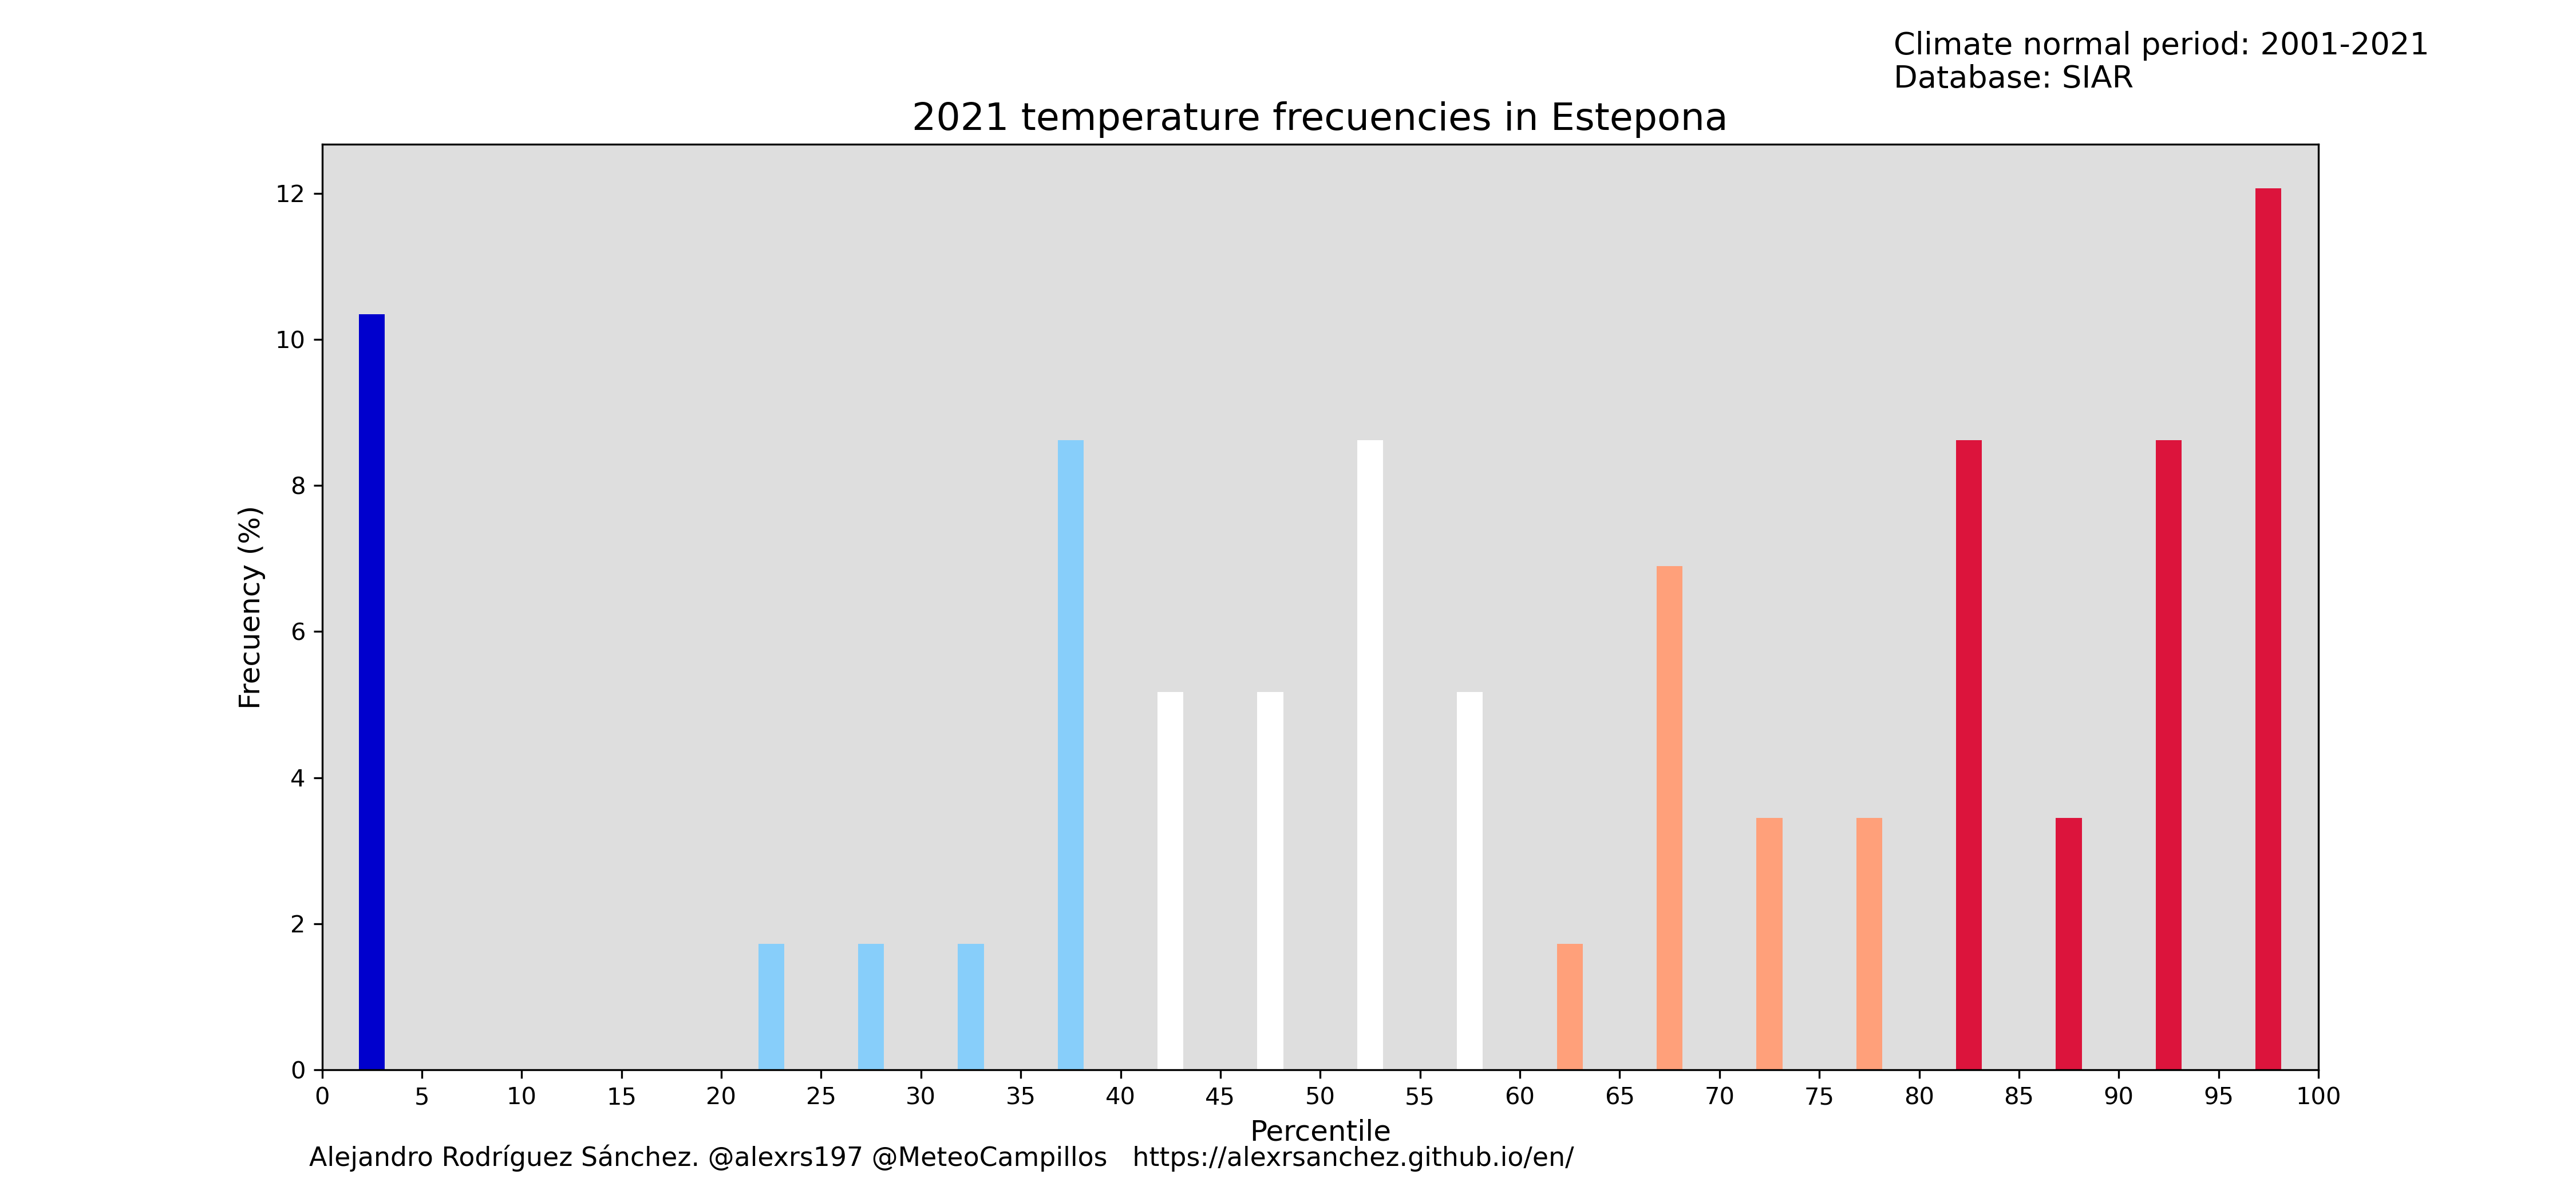 Climate normal period: 2001-2021
Database: SIAR
2021 temperature frecuencies in Estepona
Frecuency (%)
12
10
8
6
4
2
0
0 5 10 15 20 25 30 35 40 45 50 55 60 65 70 75 80 85 90 95 100
Percentile
Alejandro Rodríguez Sánchez. @alexrs197 @MeteoCampillos https://alexrsanchez.github.io/en/